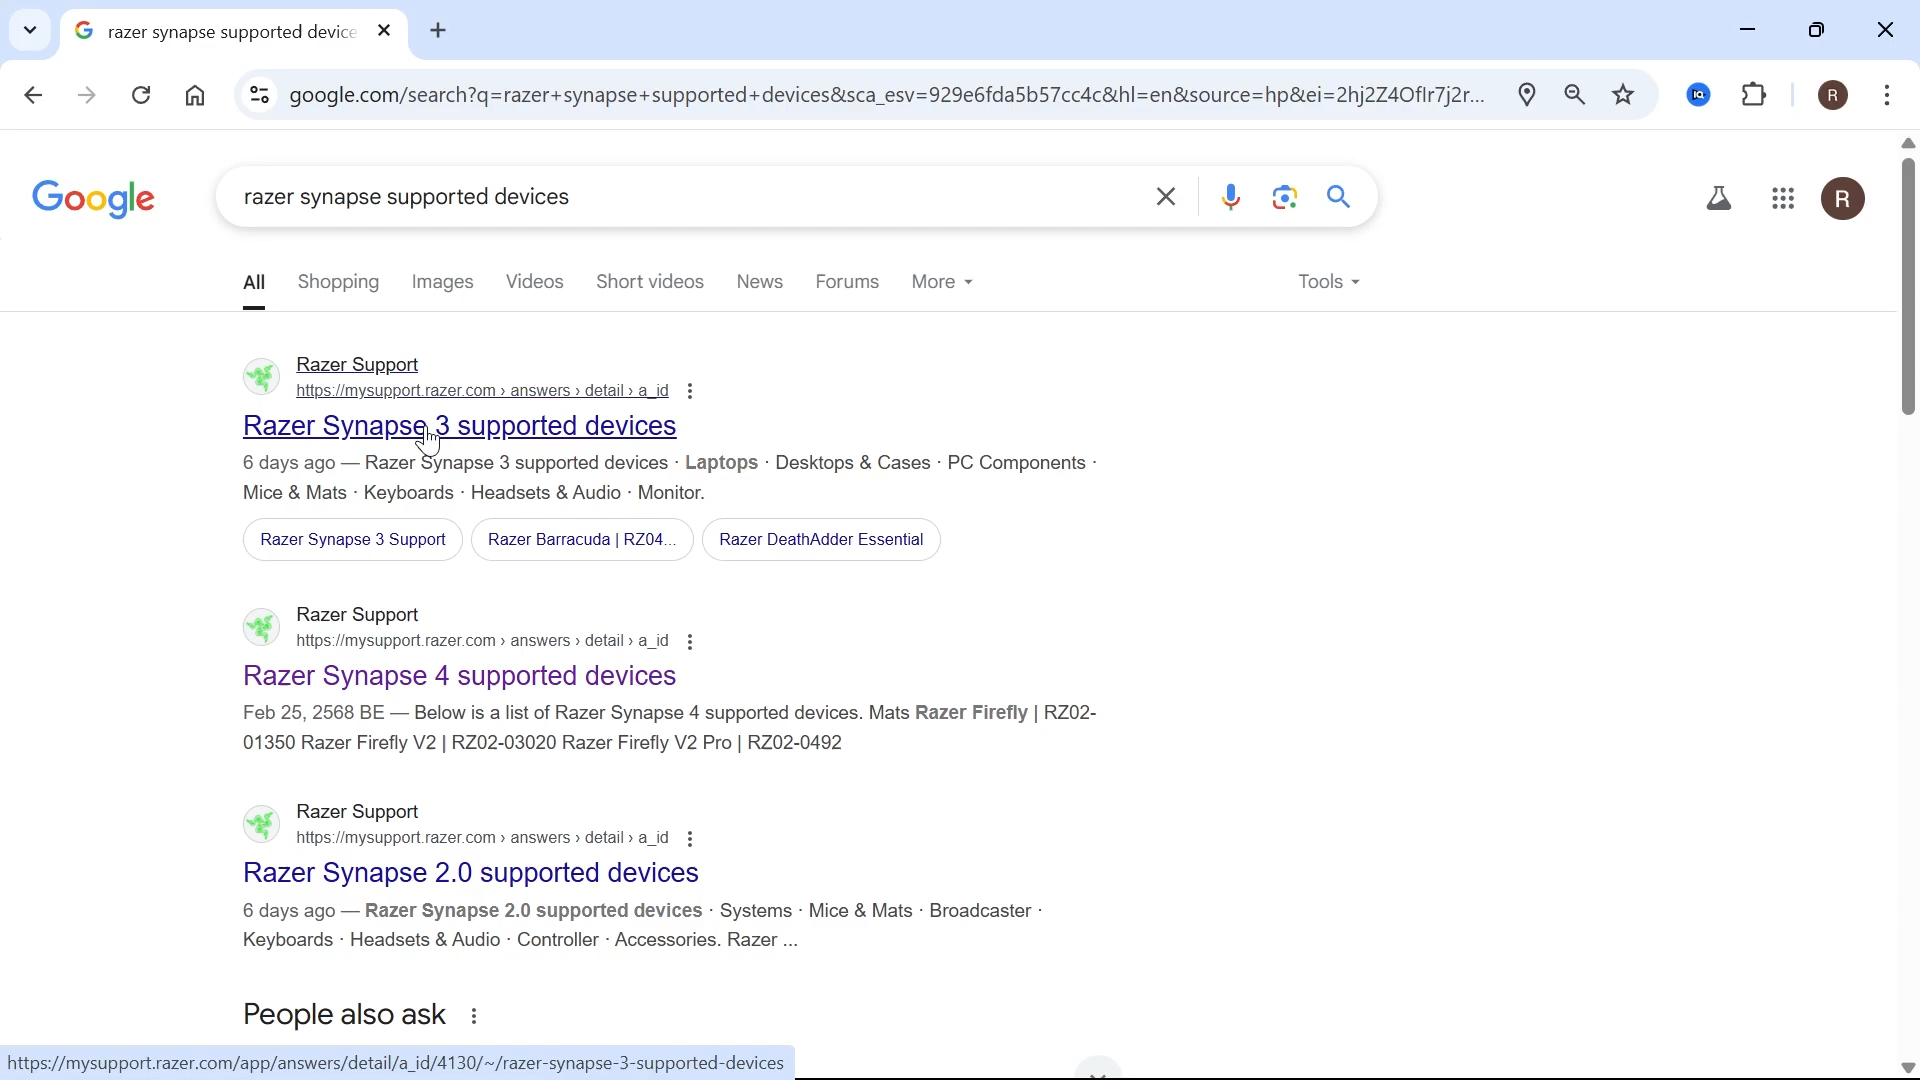 razer synapse supported device
google.com/search?q=razer+synapse+supported+devices&sca_esv=929e6fda5b57cc4c&hl=en&source=hp&ei=2hj2Z4OfIr7j2r...
R
Google
razer synapse supported devices
R
All
Shopping
Images
Videos
Short videos
News
Forums
More
Tools
Razer Support
https://mysupport.razer.com › answers › detail › a_id
Razer Synapse 3 supported devices
6 days ago — Razer Synapse 3 supported devices · Laptops · Desktops & Cases · PC Components ·
Mice & Mats · Keyboards · Headsets & Audio · Monitor.
Razer Synapse 3 Support
Razer Barracuda | RZ04...
Razer DeathAdder Essential
Razer Support
https://mysupport.razer.com › answers › detail › a_id
Razer Synapse 4 supported devices
Feb 25, 2568 BE — Below is a list of Razer Synapse 4 supported devices. Mats Razer Firefly | RZ02-
01350 Razer Firefly V2 | RZ02-03020 Razer Firefly V2 Pro | RZ02-0492
Razer Support
https://mysupport.razer.com › answers › detail › a_id
Razer Synapse 2.0 supported devices
6 days ago — Razer Synapse 2.0 supported devices · Systems · Mice & Mats · Broadcaster ·
Keyboards · Headsets & Audio · Controller · Accessories. Razer ...
People also ask
https://mysupport.razer.com/app/answers/detail/a_id/4130/~/razer-synapse-3-supported-devices